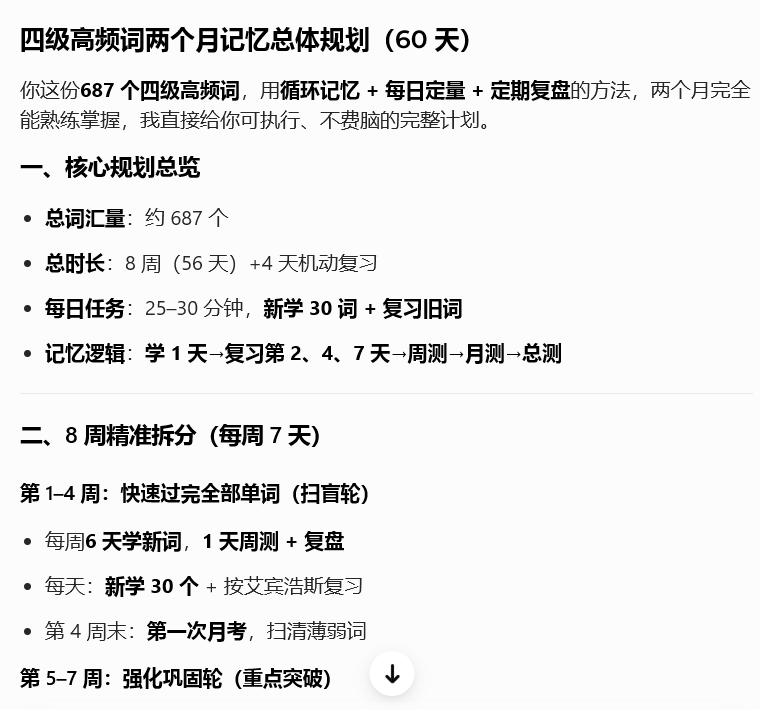 四级高频词两个月记忆总体规划（60 天）
你这份687 个四级高频词，用循环记忆 + 每日定量 + 定期复盘的方法，两个月完全
能熟练掌握，我直接给你可执行、不费脑的完整计划。
一、核心规划总览
• 总词汇量：约 687 个
• 总时长：8 周（56 天）+4 天机动复习
• 每日任务：25–30 分钟，新学 30 词 + 复习旧词
• 记忆逻辑：学 1 天→复习第 2、4、7 天→周测→月测→总测
二、8 周精准拆分（每周 7 天）
第 1–4 周：快速过完全部单词（扫盲轮）
• 每周6 天学新词，1 天周测 + 复盘
• 每天：新学 30 个 + 按艾宾浩斯复习
• 第 4 周末：第一次月考，扫清薄弱词
第 5–7 周：强化巩固轮（重点突破）